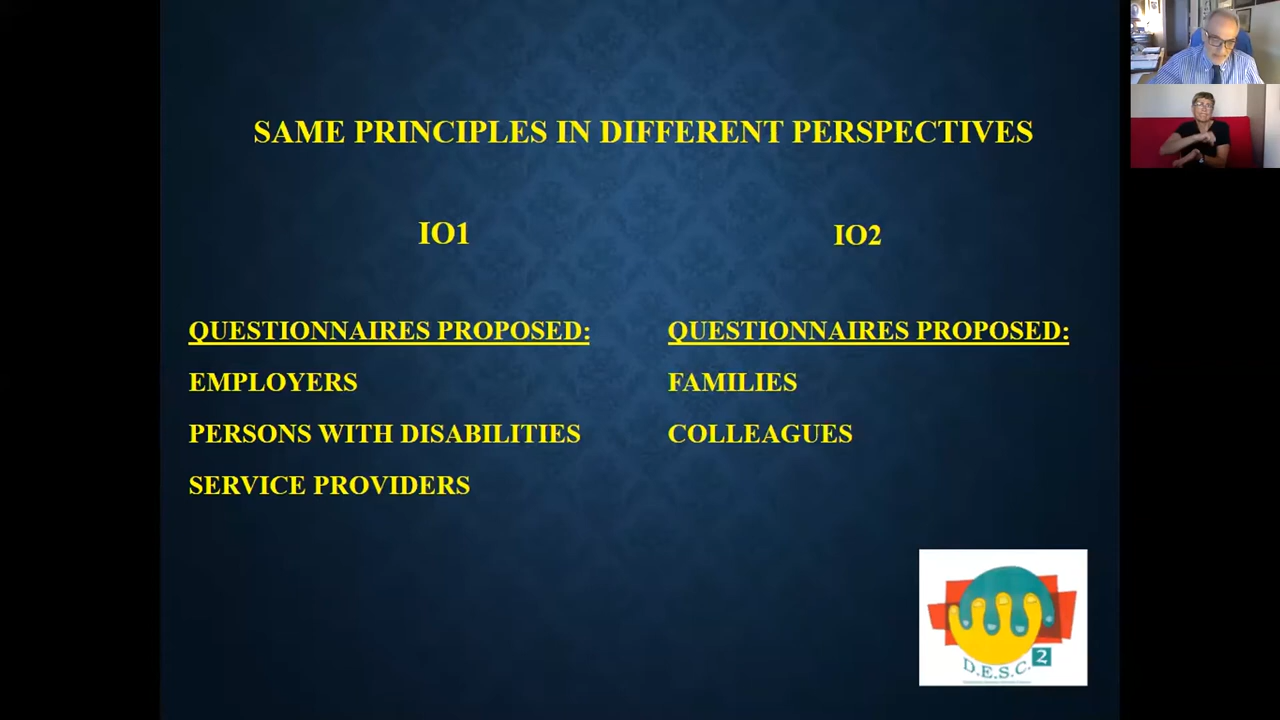 SAME PRINCIPLES IN DIFFERENT PERSPECTIVES
IO1
IO2
QUESTIONNAIRES PROPOSED:
EMPLOYERS
PERSONS WITH DISABILITIES
SERVICE PROVIDERS
QUESTIONNAIRES PROPOSED:
FAMILIES
COLLEAGUES
D.E.S.C. 2